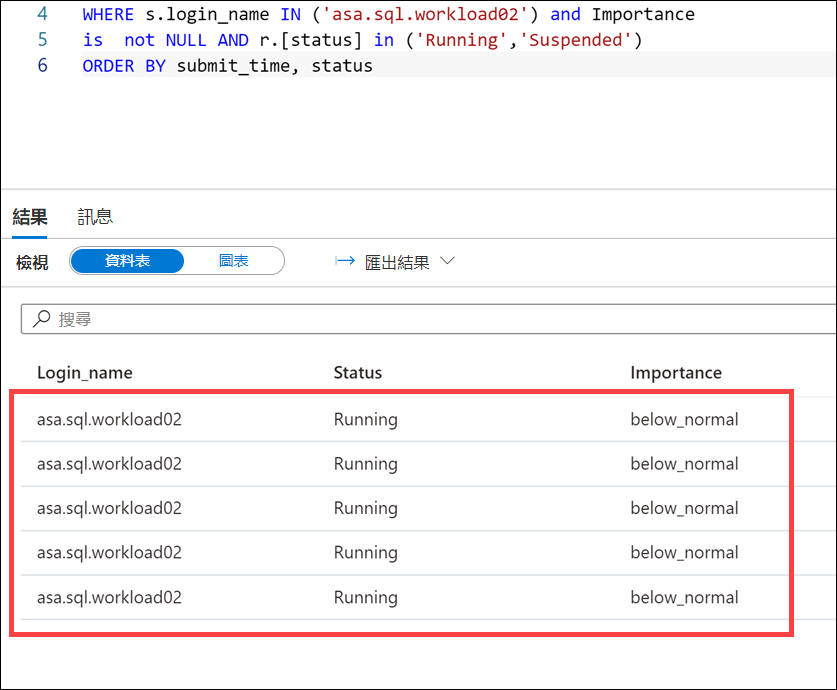 4 WHERE s.login_name IN ('asa.sql.workload02') and Importance
5 is  not NULL AND r.[status] in ('Running','Suspended')
6 ORDER BY submit_time, status
結果 訊息
檢視 資料表 圖表 匯出結果
搜尋
Login_name Status Importance
asa.sql.workload02 Running below_normal
asa.sql.workload02 Running below_normal
asa.sql.workload02 Running below_normal
asa.sql.workload02 Running below_normal
asa.sql.workload02 Running below_normal